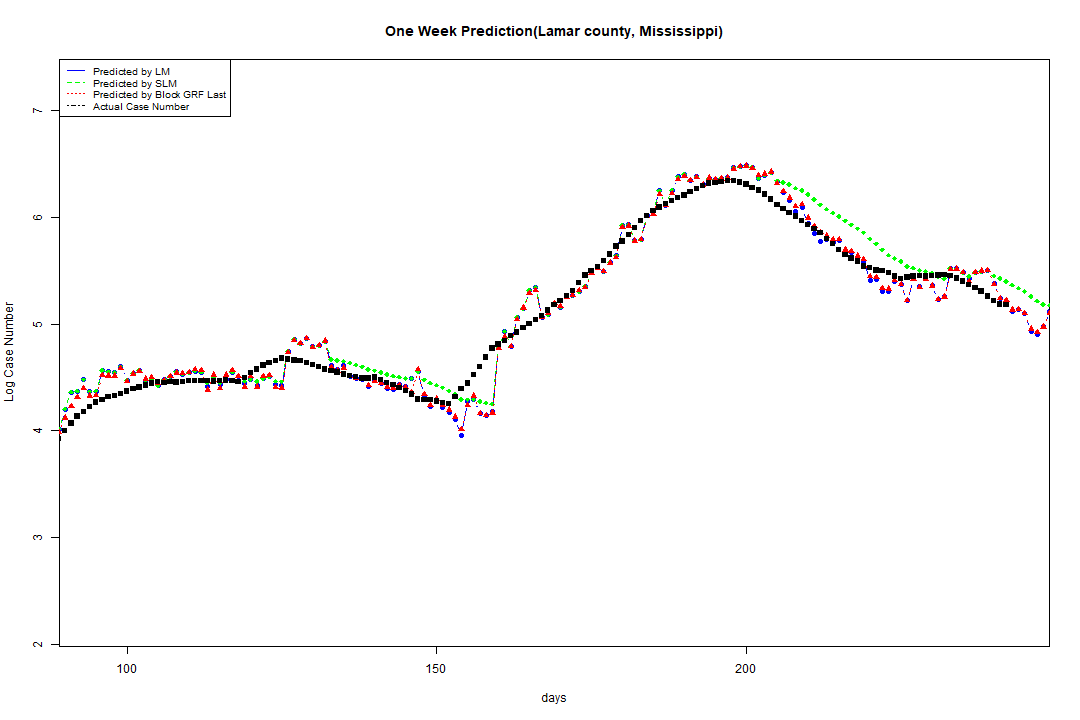 One Week Prediction(Lamar county, Mississippi)
Predicted by LM
Predicted by SLM
Predicted by Block GRF Last
Actual Case Number
7
6
5
4
3
2
Log Case Number
100
150
200
days